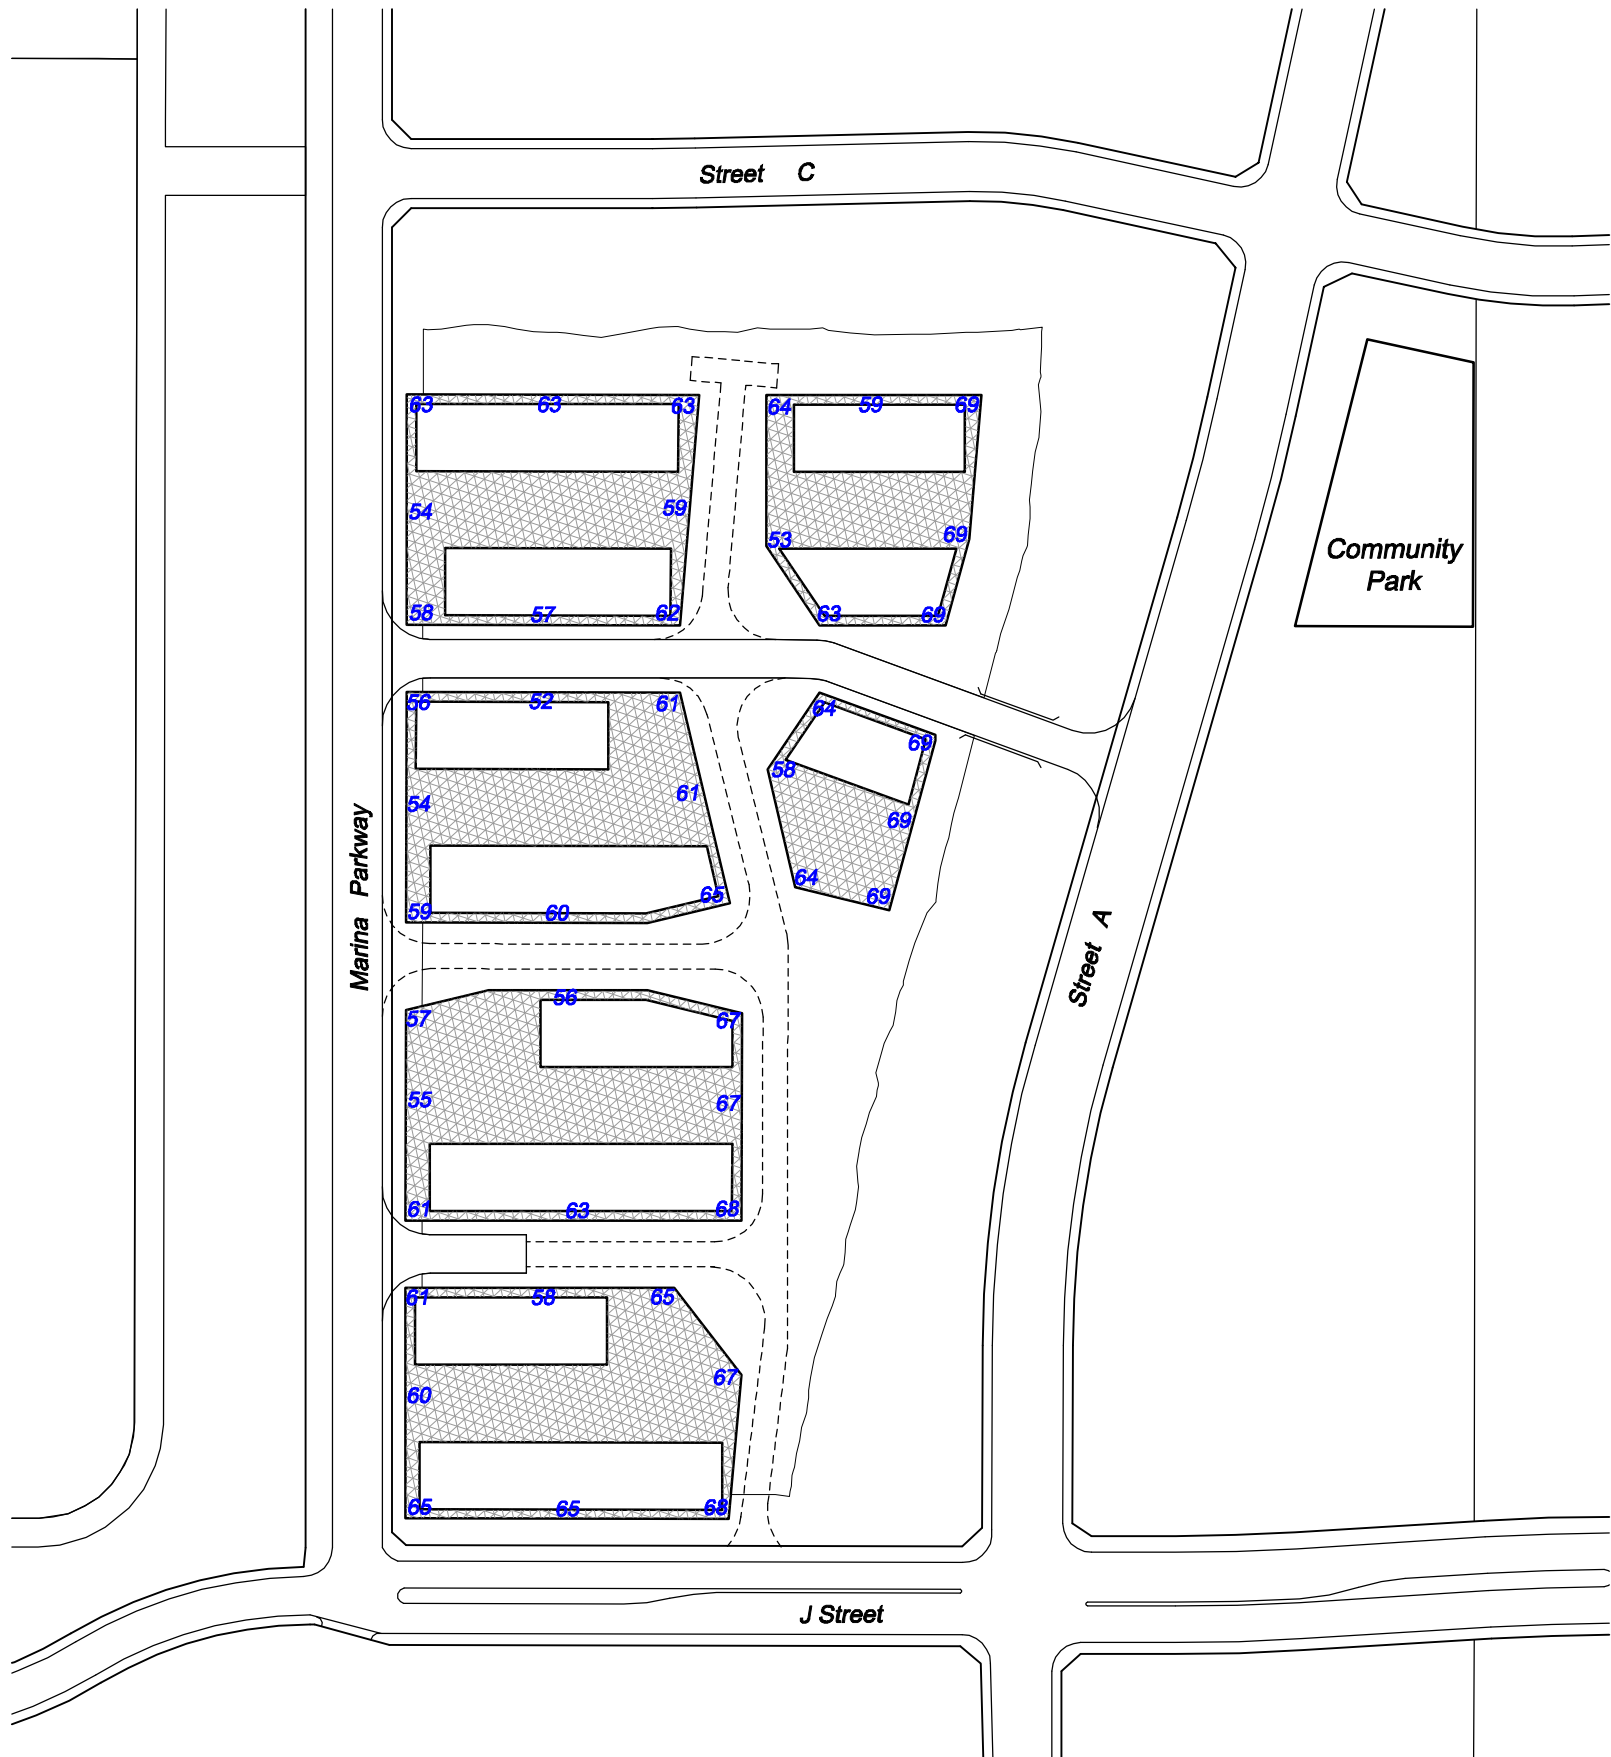 Street C
63 63 63 64 59 69
54 59 53 69
58 57 62 63 69
Community
Park
56 52 61 64 69
58
54 61 69
59 60 65 64 69
Marina Parkway
Street A
57 56 67
55 67
61 63 68
61 58 65
60 67
65 65 68
J Street